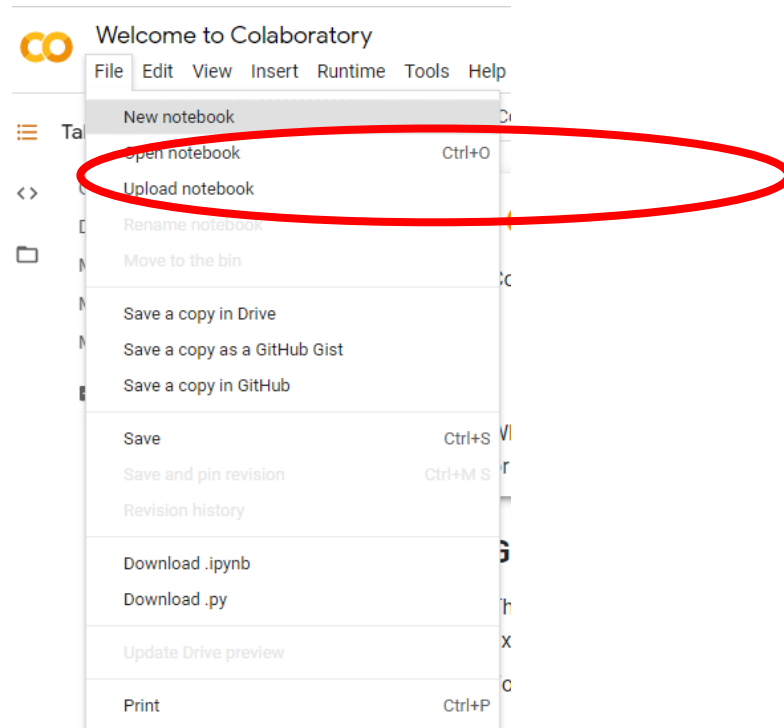 Welcome to Colaboratory
File Edit View Insert Runtime Tools Help
New notebook
Open notebook Ctrl+O
Upload notebook
Rename notebook
Move to the bin
Save a copy in Drive
Save a copy as a GitHub Gist
Save a copy in GitHub
Save Ctrl+S
Save and pin revision Ctrl+M S
Revision history
Download .ipynb
Download .py
Update Drive preview
Print Ctrl+P